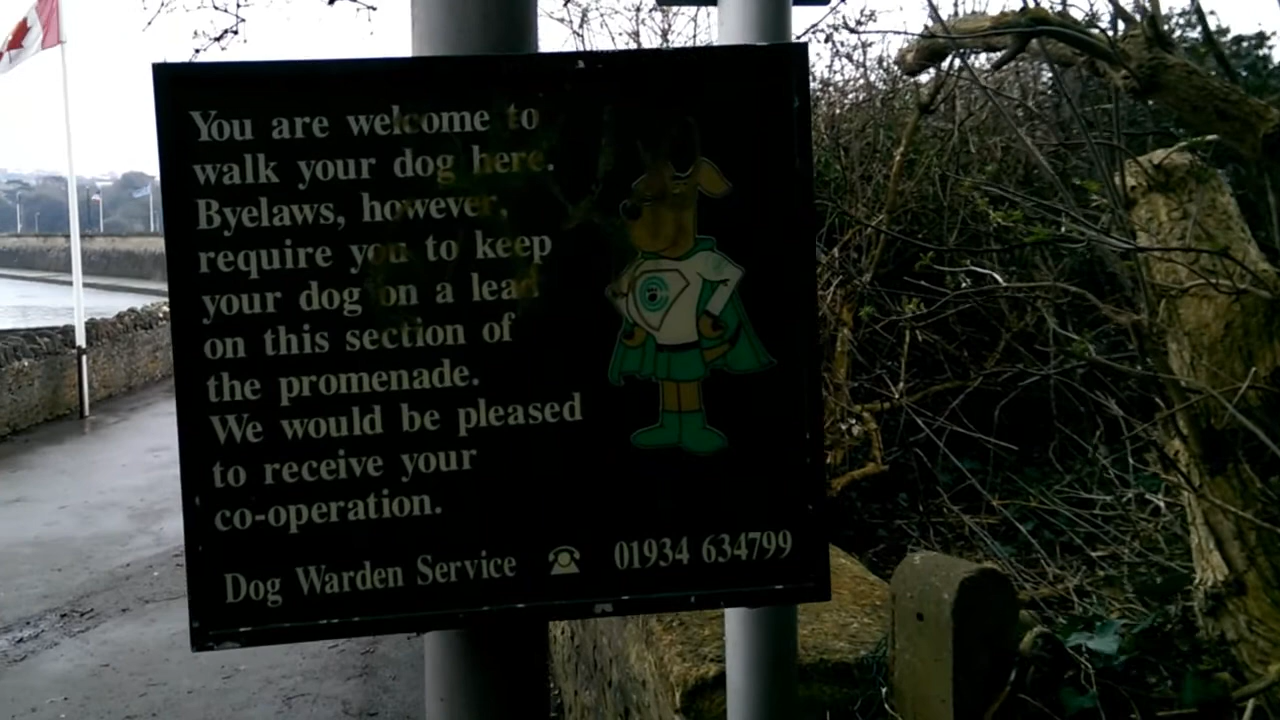 You are welcome to
walk your dog here.
Byelaws, however,
require you to keep
your dog on a lead
on this section of
the promenade.
We would be pleased
to receive your
co-operation.
Dog Warden Service ☎ 01934 634799